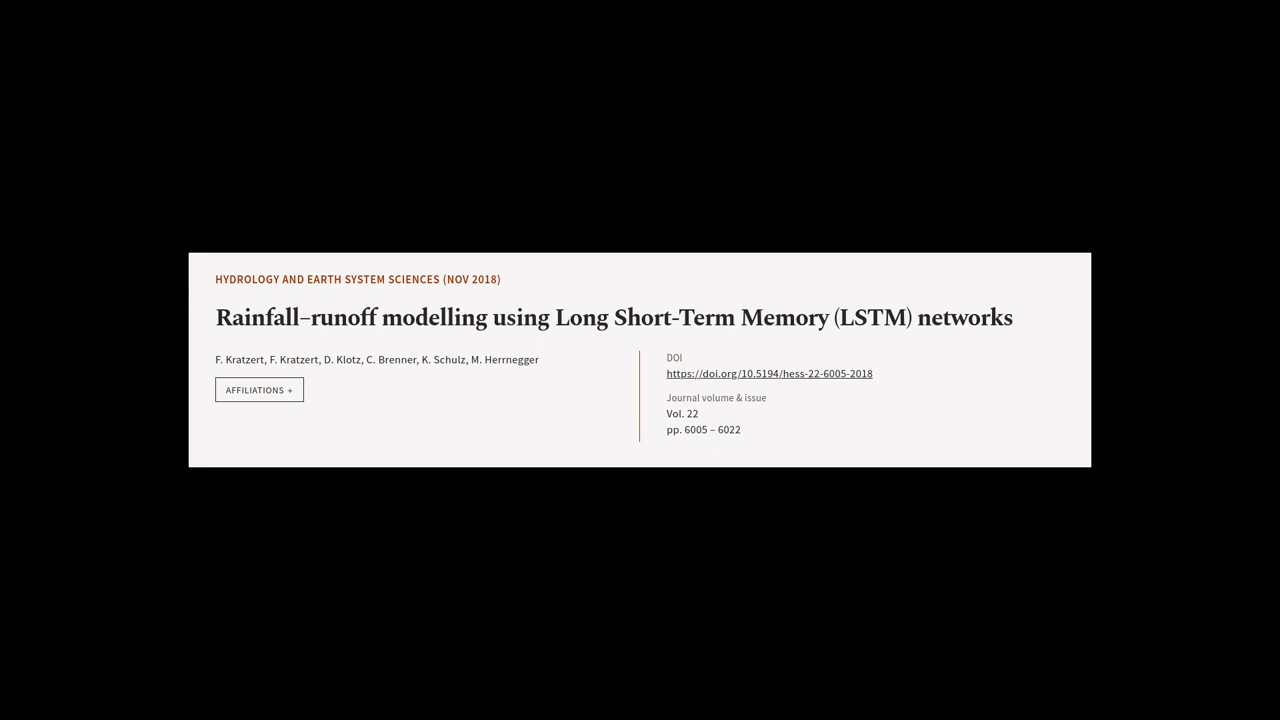 HYDROLOGY AND EARTH SYSTEM SCIENCES (NOV 2018)
Rainfall–runoff modelling using Long Short-Term Memory (LSTM) networks
F. Kratzert, F. Kratzert, D. Klotz, C. Brenner, K. Schulz, M. Herrnegger
AFFILIATIONS +
DOI
https://doi.org/10.5194/hess-22-6005-2018
Journal volume & issue
Vol. 22
pp. 6005 – 6022